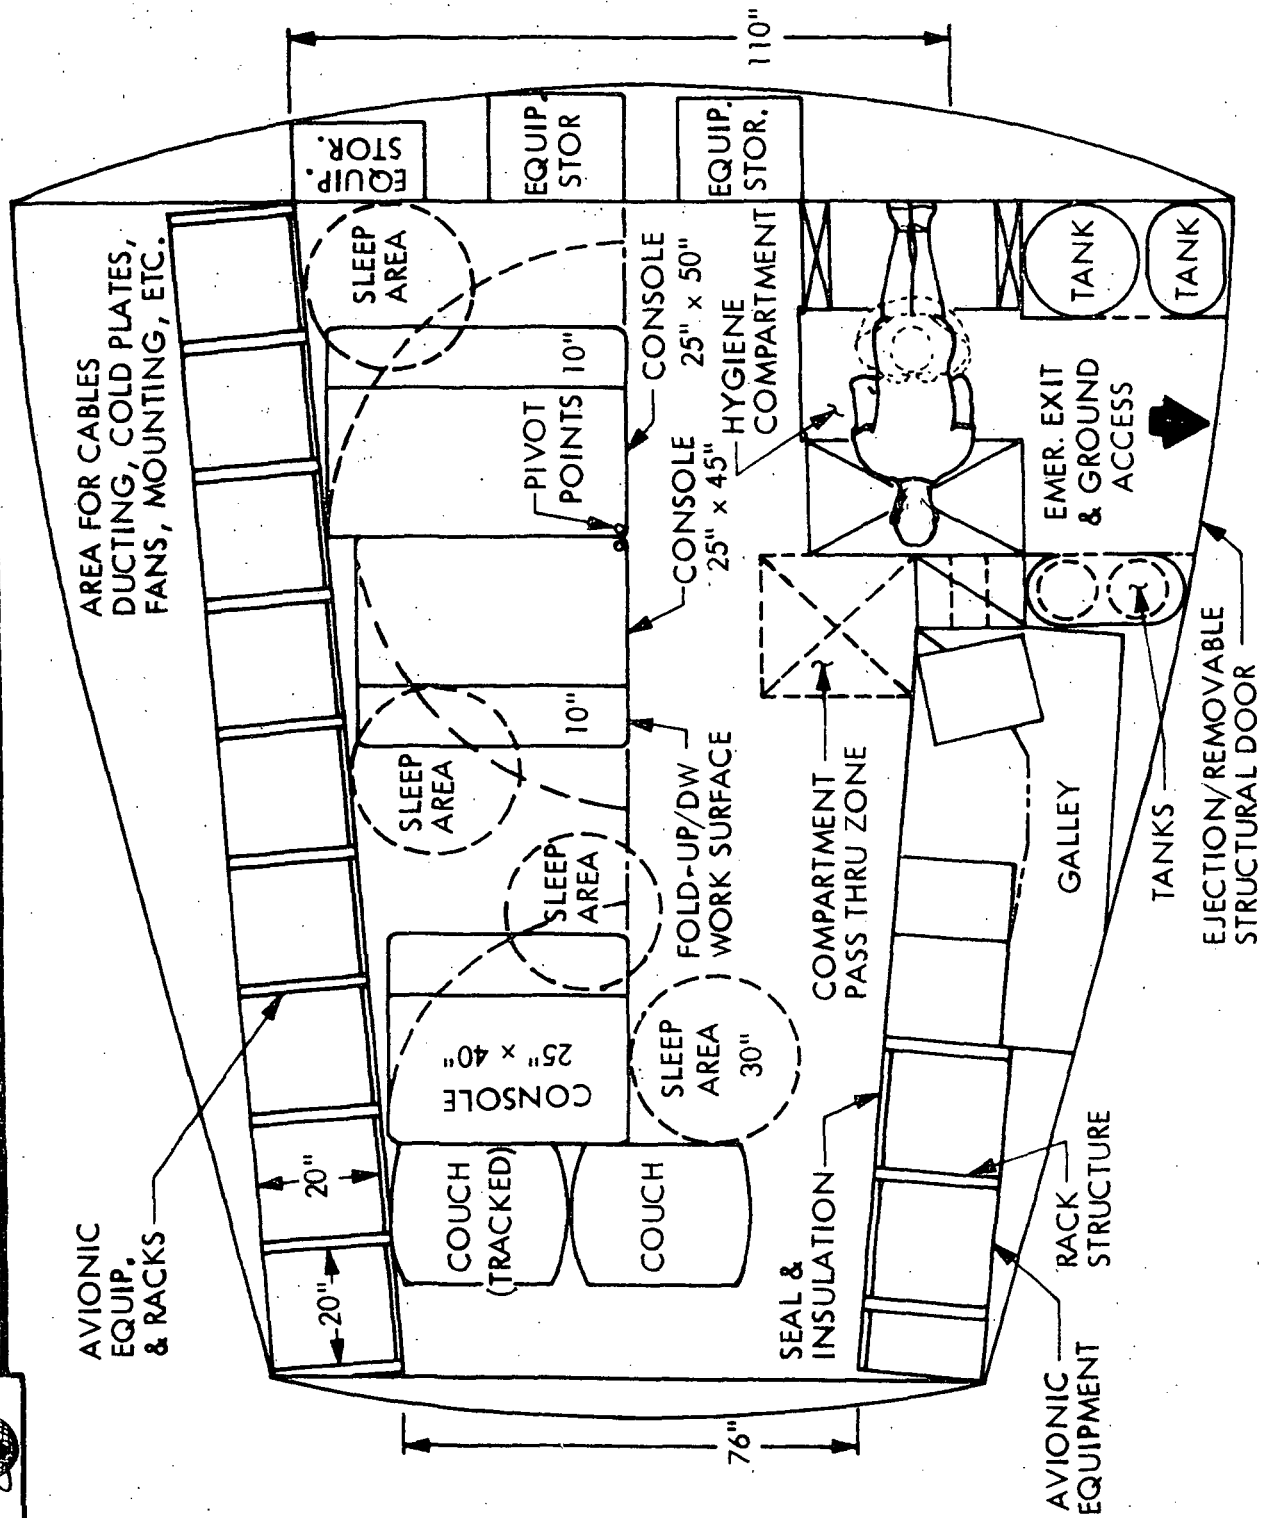 110"
EQUIP.
STOR.
EQUIP.
STOR
EQUIP.
STOR.
AREA FOR CABLES
DUCTING, COLD PLATES,
FANS, MOUNTING, ETC.
SLEEP
AREA
10"
CONSOLE
25" x 50"
HYGIENE
COMPARTMENT
TANK
TANK
PIVOT
POINTS
CONSOLE
25" x 45"
EMER. EXIT
& GROUND
ACCESS
10"
SLEEP
AREA
FOLD-UP/DW
WORK SURFACE
COMPARTMENT
PASS THRU ZONE
SLEEP
AREA
GALLEY
TANKS
EJECTION/REMOVABLE
STRUCTURAL DOOR
CONSOLE
25" x 40"
SLEEP
AREA
30"
AVIONIC
EQUIP.
& RACKS
20"
20"
COUCH
(TRACKED)
COUCH
SEAL &
INSULATION
RACK
STRUCTURE
AVIONIC
EQUIPMENT
76"